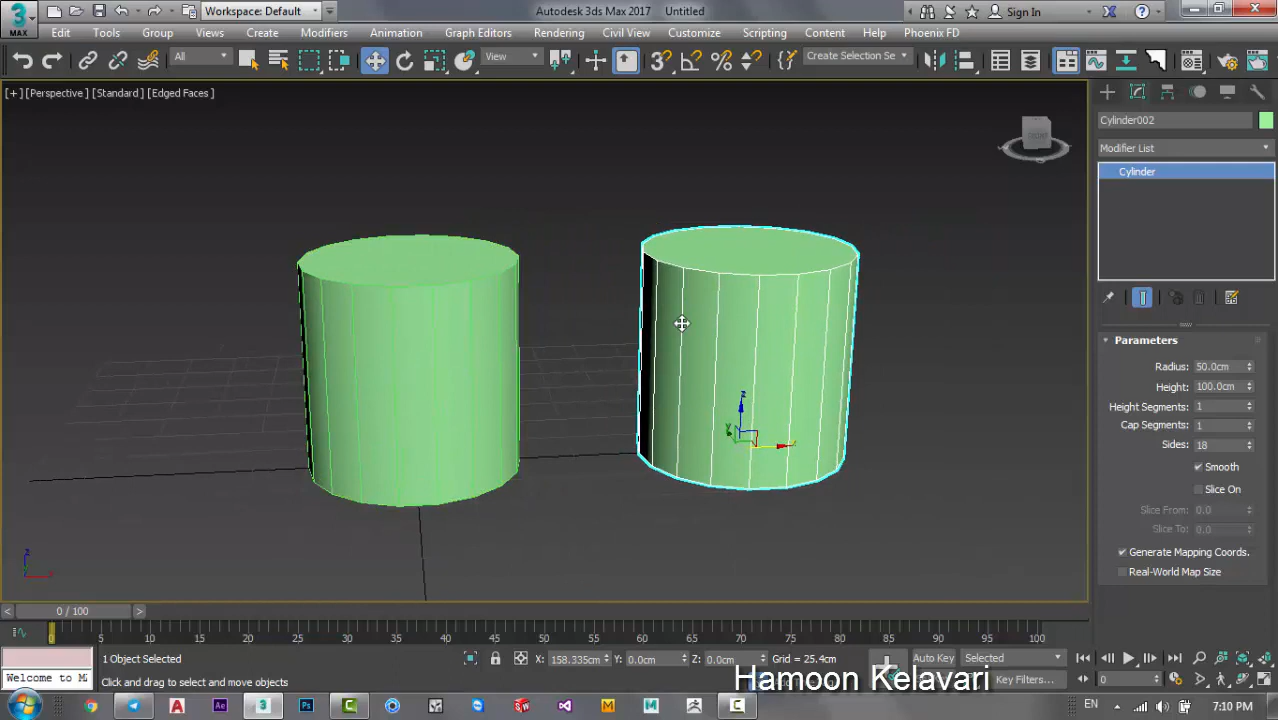 3
MAX
Workspace: Default
Autodesk 3ds Max 2017
Untitled
Sign In
Edit
Tools
Group
Views
Create
Modifiers
Animation
Graph Editors
Rendering
Civil View
Customize
Scripting
Content
Help
Phoenix FD
All
View
Create Selection Se
[+] [Perspective] [Standard] [Edged Faces]
Cylinder002
Modifier List
Cylinder
Parameters
Radius: 50.0cm
Height: 100.0cm
Height Segments: 1
Cap Segments: 1
Sides: 18
Smooth
Slice On
Slice From: 0.0
Slice To: 0.0
Generate Mapping Coords.
Real-World Map Size
0 / 100
0 5 10 15 20 25 30 35 40 45 50 55 60 65 70 75 80 85 90 95 100
1 Object Selected
X: 158.335cm
Y: 0.0cm
Z: 0.0cm
Grid = 25.4cm
Auto Key
Selected
Welcome to M
Click and drag to select and move objects
Key Filters...
0
Hamoon Kelavari
EN
7:10 PM